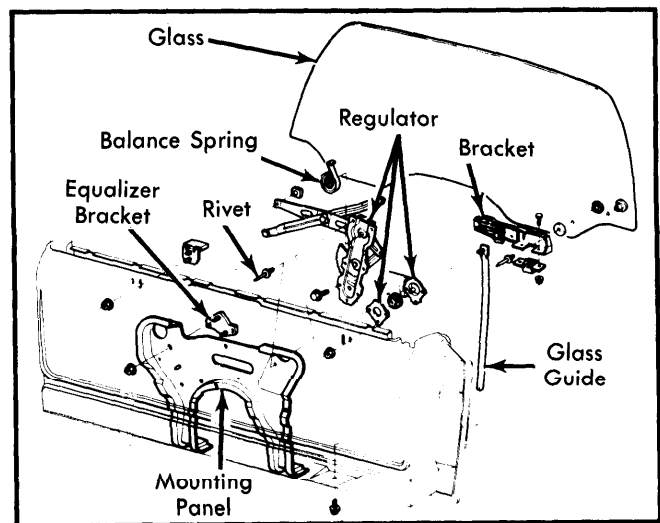 Glass
Regulator
Balance Spring
Bracket
Equalizer
Bracket
Rivet
Glass
Guide
Mounting
Panel